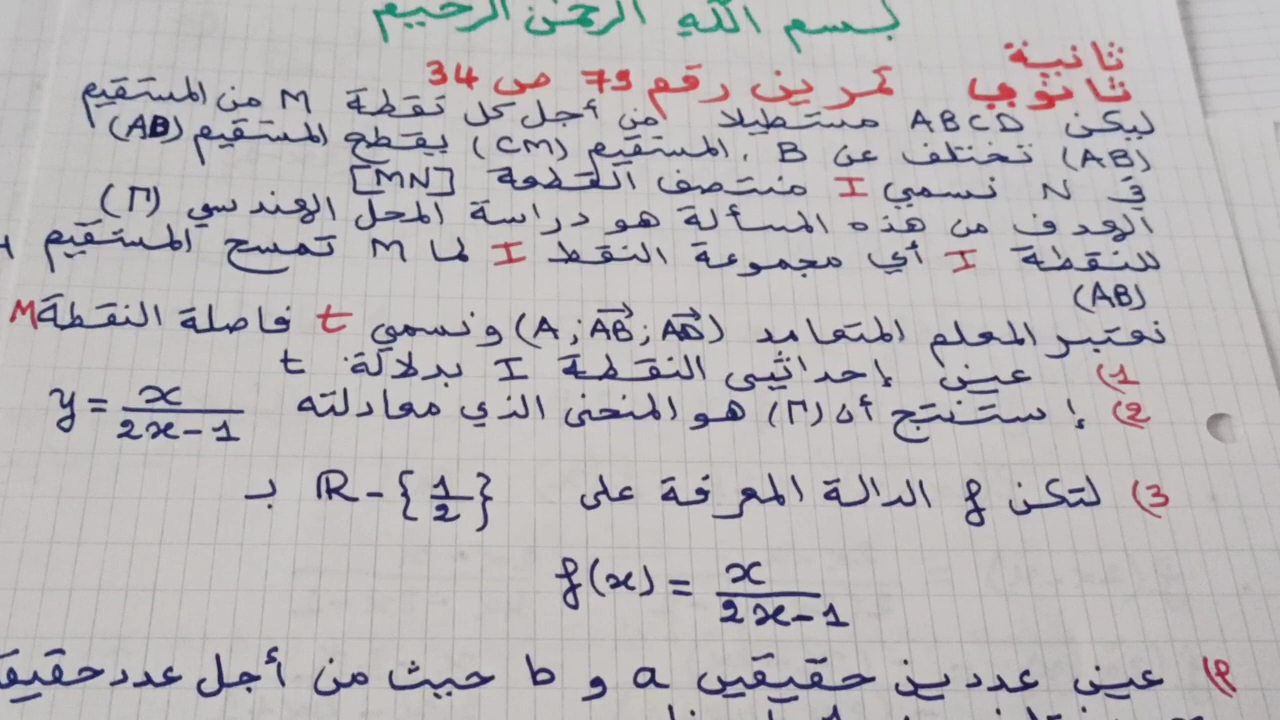 بسم الله الرحمن الرحيم
ثانية
ثانوي تمرين رقم 79 ص 34
ليكن ABCD مستطيلا من أجل كل نقطة M من المستقيم
(AB) تختلف عن B، المستقيم (CM) يقطع المستقيم (AD)
في N نسمي I منتصف القطعة [MN]
الهدف من هذه المسألة هو دراسة المحل الهندسي (Γ)
للنقطة I أي مجموعة النقط I لما M تمسح المستقيم
(AB)
نعتبر المعلم المتعامد (A; AB; AD) ونسمي t فاصلة النقطة M
1) عين إحداثيي النقطة I بدلالة t
2) إستنتج أن (Γ) هو المنحنى الذي معادلته y = x / 2x-1
3) لتكن f الدالة المعرفة على R - {1/2} بـ
f(x) = x / 2x-1
عين عددين حقيقين a و b حيث من أجل عدد